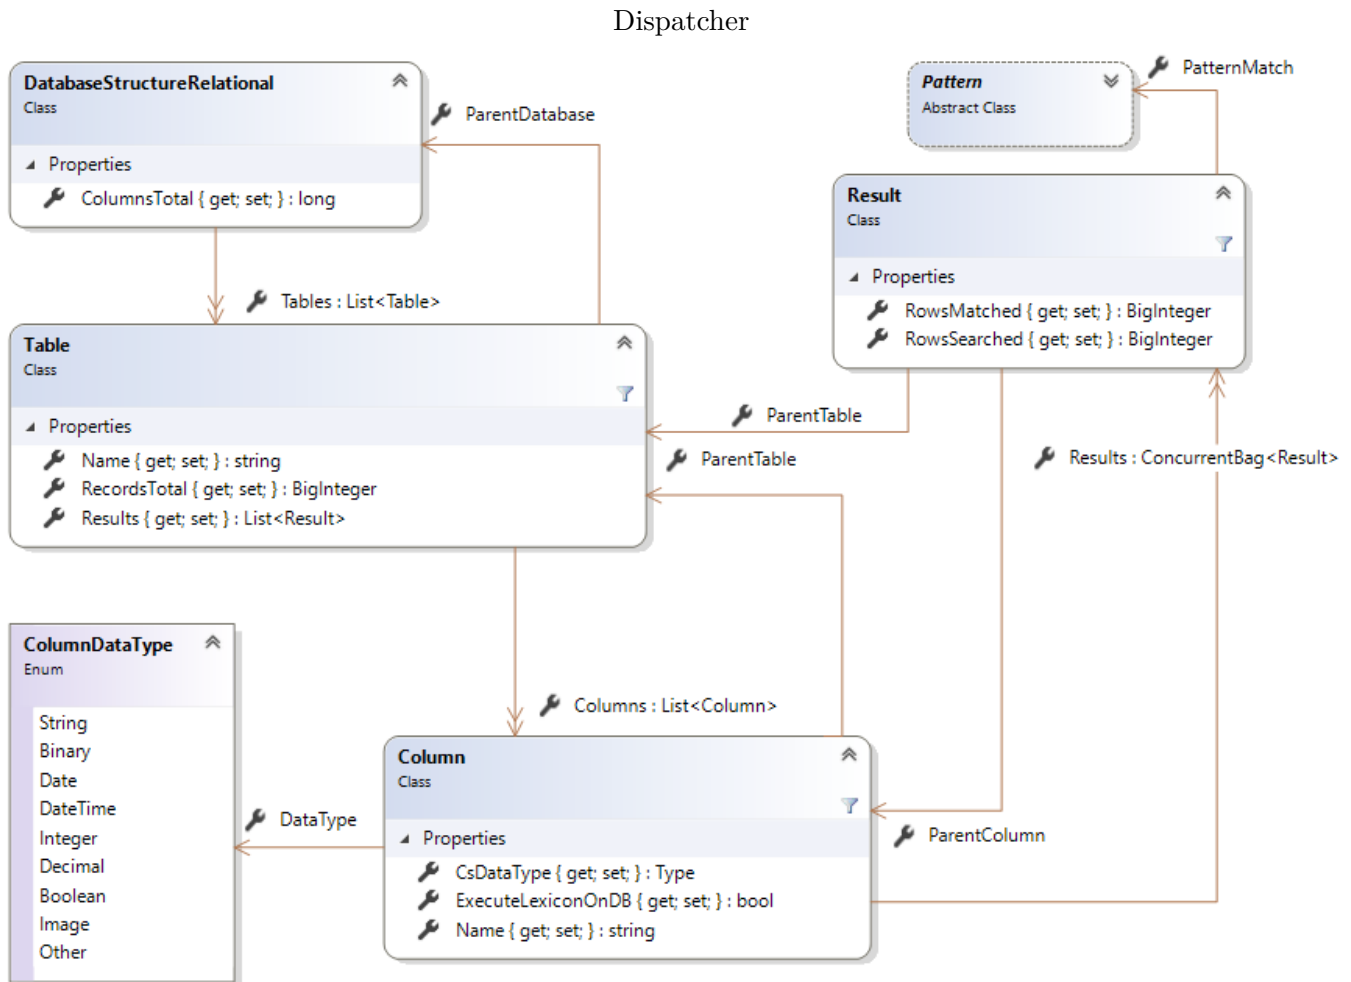 Dispatcher
DatabaseStructureRelational
Class
Properties
ColumnsTotal { get; set; } : long
ParentDatabase
Pattern
Abstract Class
PatternMatch
Result
Class
Properties
RowsMatched { get; set; } : BigInteger
RowsSearched { get; set; } : BigInteger
Tables : List<Table>
Table
Class
Properties
Name { get; set; } : string
RecordsTotal { get; set; } : BigInteger
Results { get; set; } : List<Result>
ParentTable
ParentTable
Results : ConcurrentBag<Result>
ColumnDataType
Enum
String
Binary
Date
DateTime
Integer
Decimal
Boolean
Image
Other
Columns : List<Column>
DataType
Column
Class
Properties
CsDataType { get; set; } : Type
ExecuteLexiconOnDB { get; set; } : bool
Name { get; set; } : string
ParentColumn